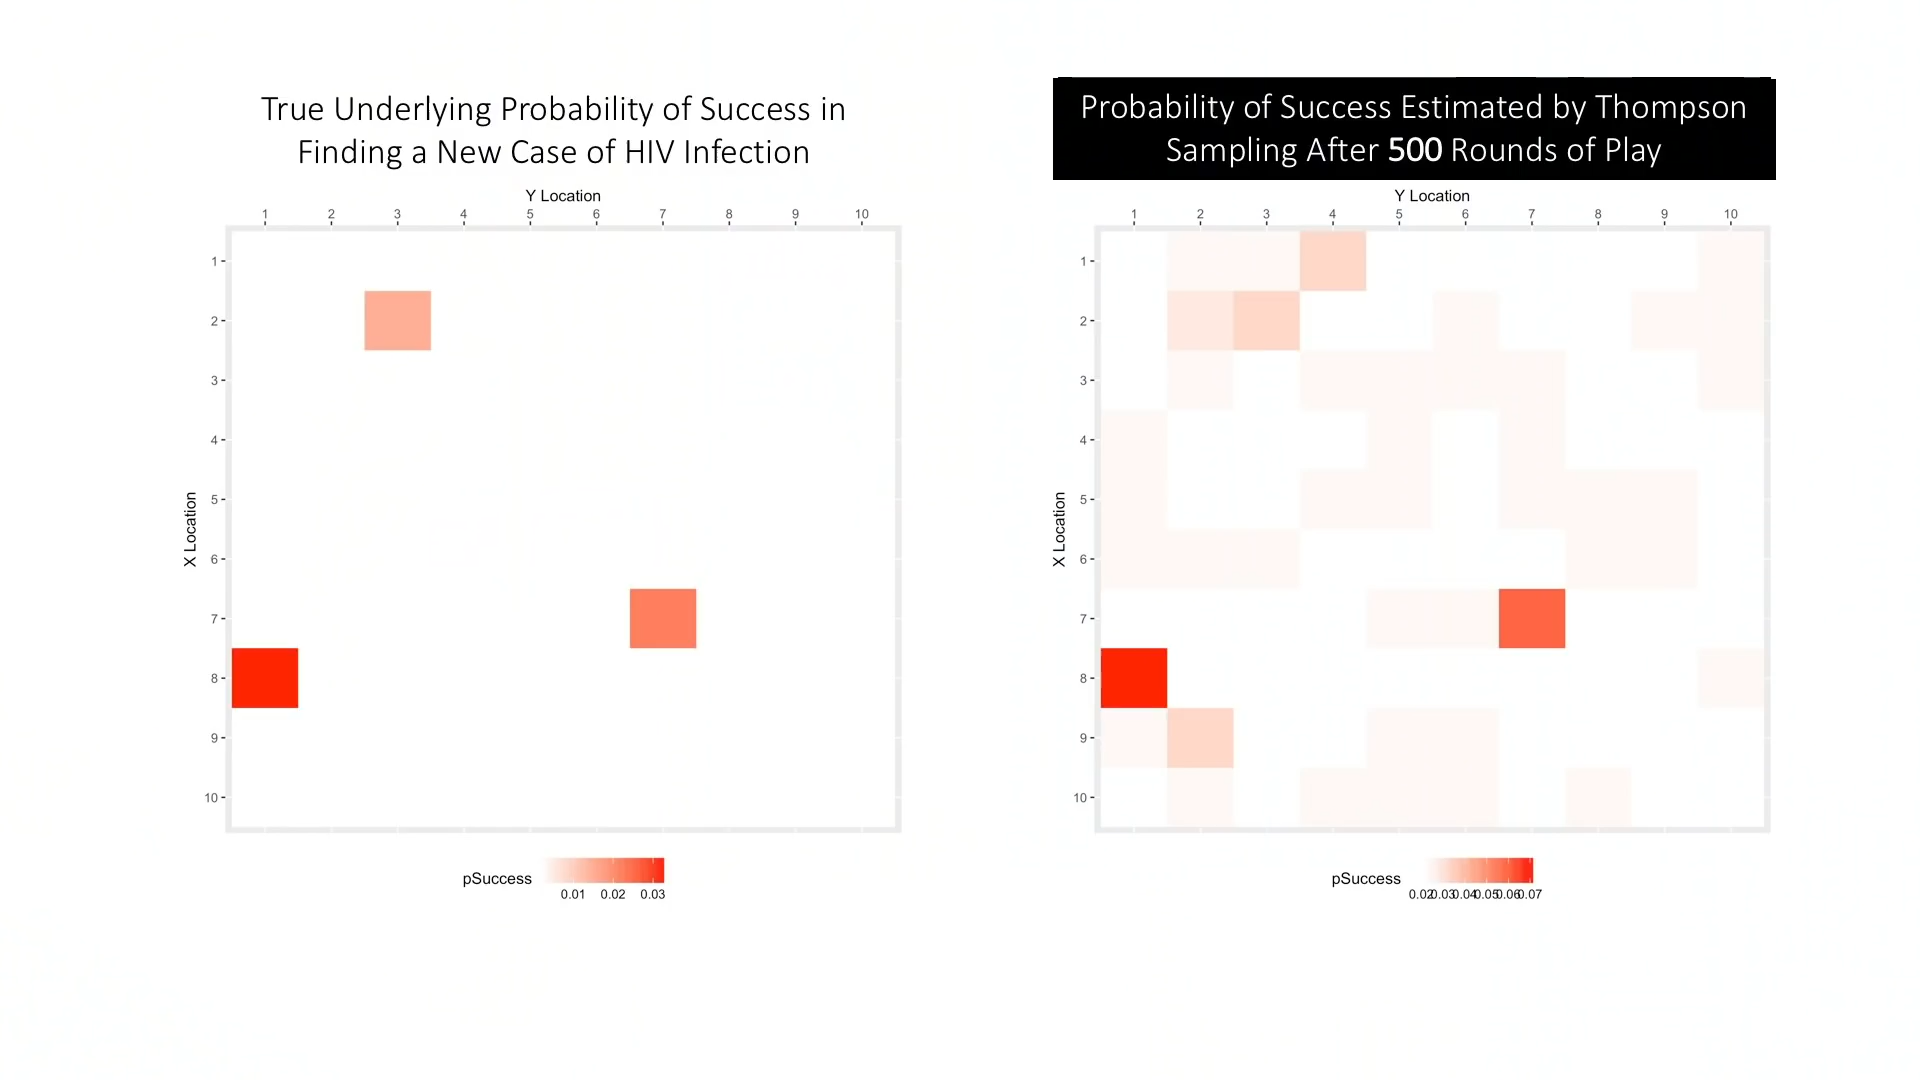 True Underlying Probability of Success in
Finding a New Case of HIV Infection
Y Location
1 2 3 4 5 6 7 8 9 10
X Location
1
2
3
4
5
6
7
8
9
10
pSuccess
0.01 0.02 0.03
Probability of Success Estimated by Thompson
Sampling After 500 Rounds of Play
Y Location
1 2 3 4 5 6 7 8 9 10
X Location
1
2
3
4
5
6
7
8
9
10
pSuccess
0.02 0.03 0.04 0.05 0.06 0.07